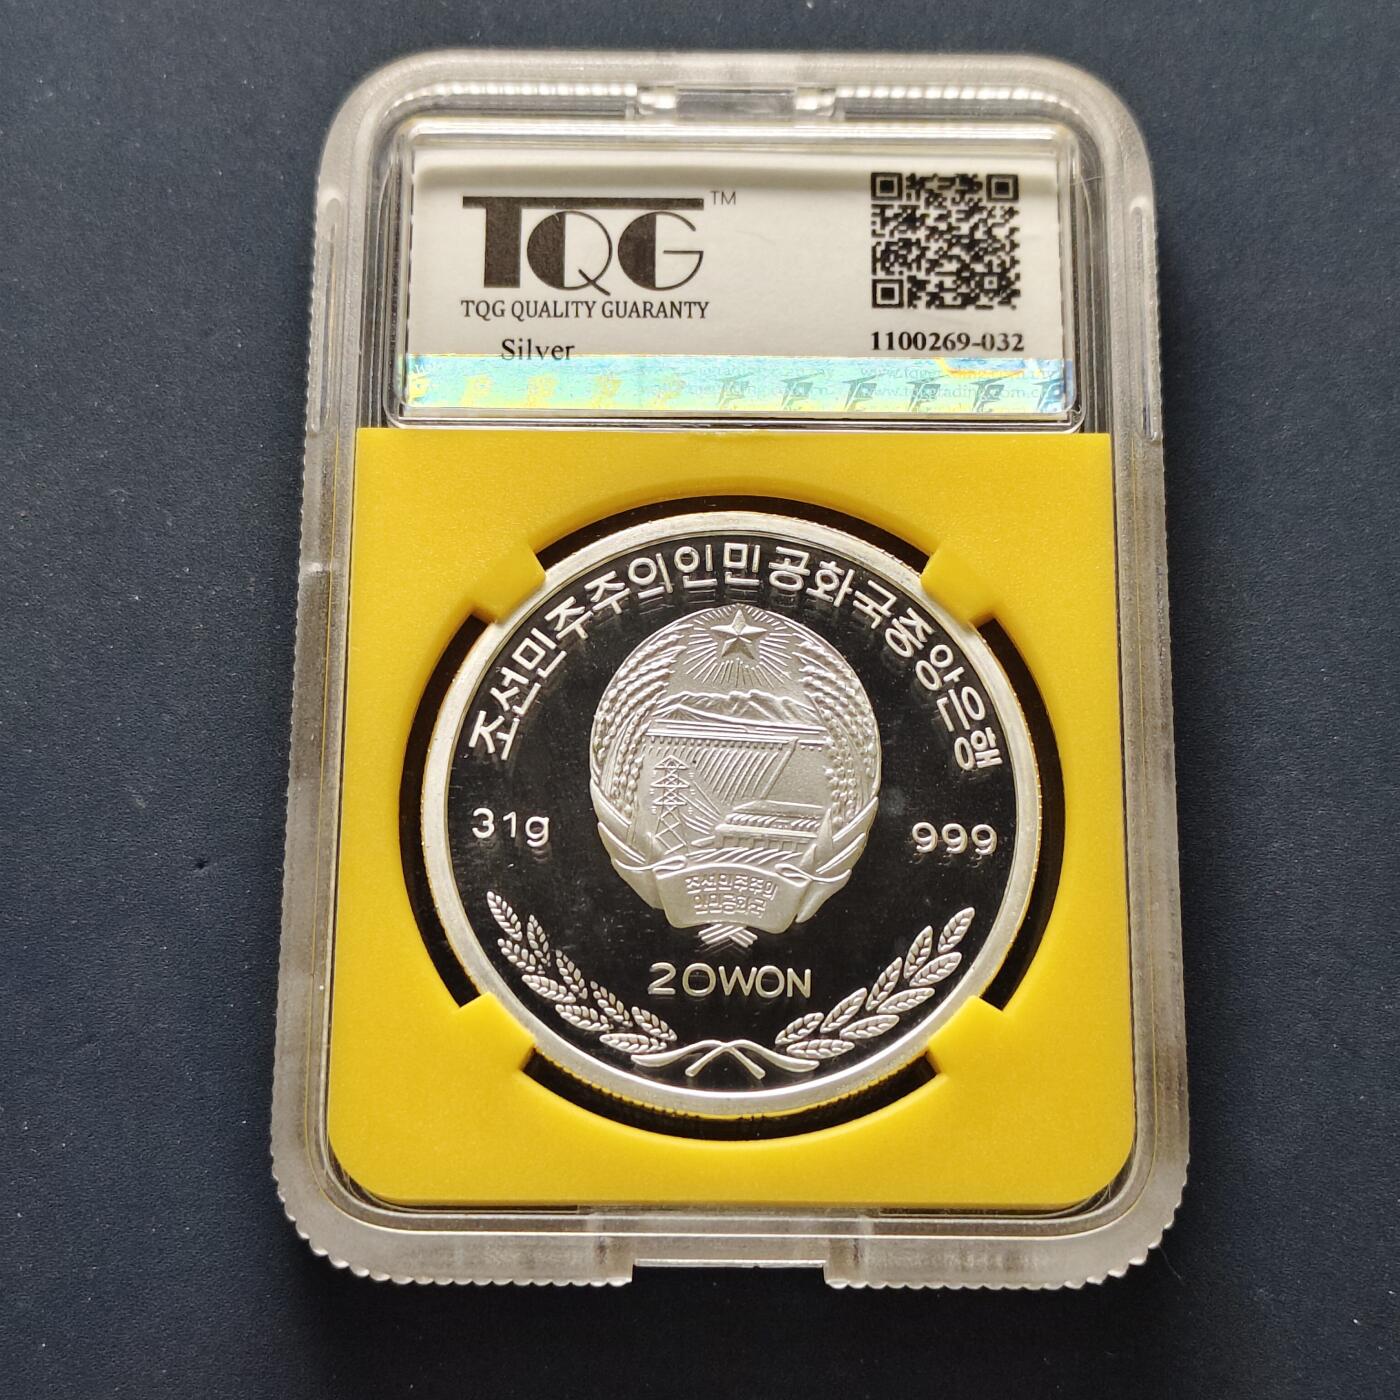 TQG™
TQG QUALITY GUARANTY
Silver
1100269-032
조선민주주의인민공화국중앙은행
31g
999
조선민주주의
인민공화국
20WON